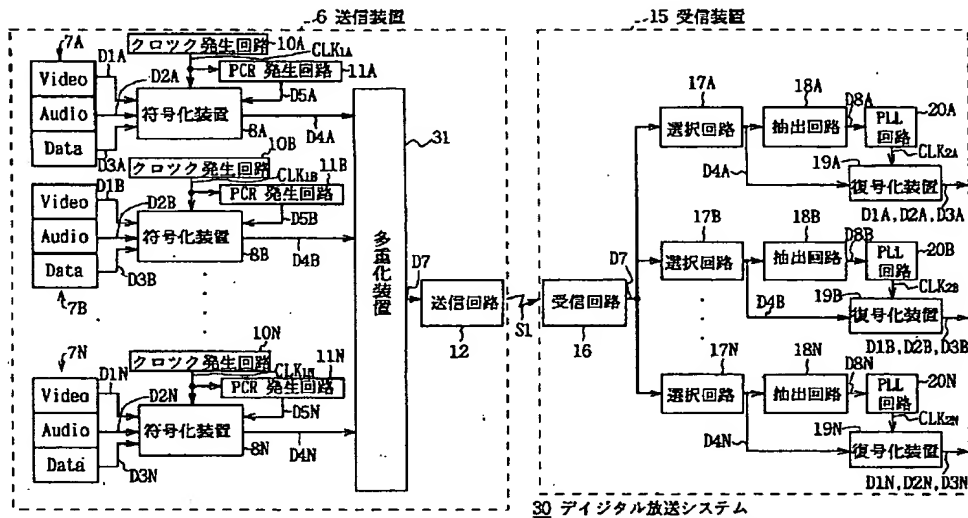 6 送信装置
15 受信装置
7A
D1A
D2A
10A
クロック発生回路
CLK1A
PCR 発生回路
11A
Video
Audio
Data
D3A
符号化装置
8A
D5A
D4A
31
多重化装置
10B
クロック発生回路
CLK1B
PCR 発生回路
11B
D1B
D2B
Video
Audio
Data
D3B
7B
符号化装置
8B
D5B
D4B
10N
クロック発生回路
CLK1N
PCR 発生回路
11N
7N
D1N
D2N
Video
Audio
Data
D3N
符号化装置
8N
D5N
D4N
D7
送信回路
12
S1
受信回路
16
D7
17A
選択回路
18A
抽出回路
D8A
20A
PLL
回路
CLK2A
D4A
19A
復号化装置
D1A, D2A, D3A
17B
選択回路
18B
抽出回路
D8B
20B
PLL
回路
CLK2B
D4B
19B
復号化装置
D1B, D2B, D3B
17N
選択回路
18N
抽出回路
D8N
20N
PLL
回路
CLK2N
D4N
19N
復号化装置
D1N, D2N, D3N
30 デイジタル放送システム